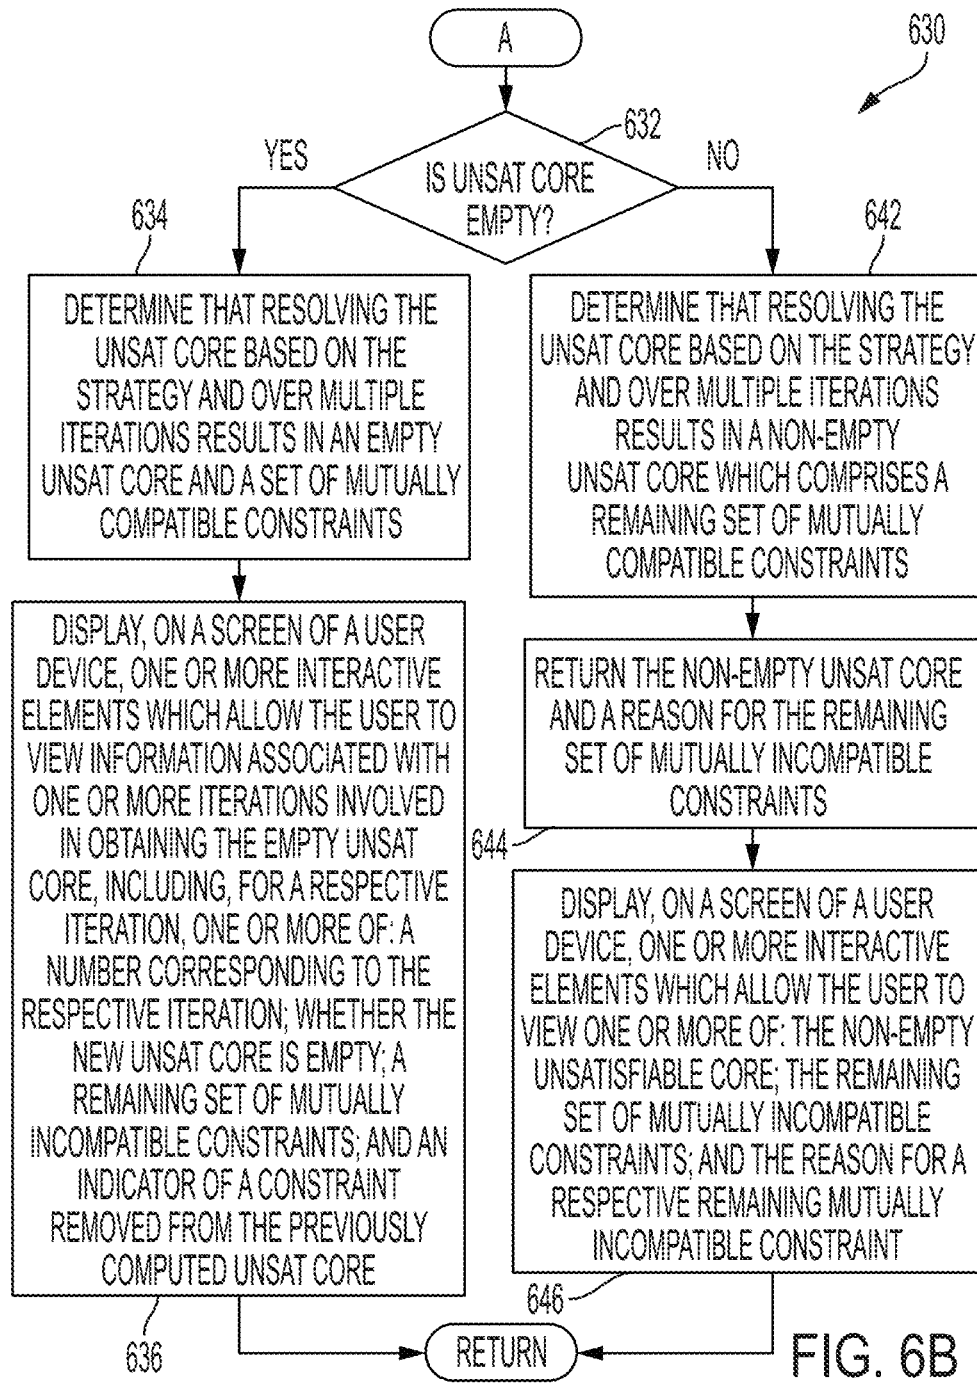 A
630
632
YES
NO
IS UNSAT CORE
EMPTY?
634
642
DETERMINE THAT RESOLVING THE
UNSAT CORE BASED ON THE
STRATEGY AND OVER MULTIPLE
ITERATIONS RESULTS IN AN EMPTY
UNSAT CORE AND A SET OF MUTUALLY
COMPATIBLE CONSTRAINTS
DETERMINE THAT RESOLVING THE
UNSAT CORE BASED ON THE STRATEGY
AND OVER MULTIPLE ITERATIONS
RESULTS IN A NON-EMPTY
UNSAT CORE WHICH COMPRISES A
REMAINING SET OF MUTUALLY
COMPATIBLE CONSTRAINTS
DISPLAY, ON A SCREEN OF A USER
DEVICE, ONE OR MORE INTERACTIVE
ELEMENTS WHICH ALLOW THE USER TO
VIEW INFORMATION ASSOCIATED WITH
ONE OR MORE ITERATIONS INVOLVED
IN OBTAINING THE EMPTY UNSAT
CORE, INCLUDING, FOR A RESPECTIVE
ITERATION, ONE OR MORE OF: A
NUMBER CORRESPONDING TO THE
RESPECTIVE ITERATION; WHETHER THE
NEW UNSAT CORE IS EMPTY; A
REMAINING SET OF MUTUALLY
INCOMPATIBLE CONSTRAINTS; AND AN
INDICATOR OF A CONSTRAINT
REMOVED FROM THE PREVIOUSLY
COMPUTED UNSAT CORE
RETURN THE NON-EMPTY UNSAT CORE
AND A REASON FOR THE REMAINING
SET OF MUTUALLY INCOMPATIBLE
CONSTRAINTS
644
DISPLAY, ON A SCREEN OF A USER
DEVICE, ONE OR MORE INTERACTIVE
ELEMENTS WHICH ALLOW THE USER TO
VIEW ONE OR MORE OF: THE NON-EMPTY
UNSATISFIABLE CORE; THE REMAINING
SET OF MUTUALLY INCOMPATIBLE
CONSTRAINTS; AND THE REASON FOR A
RESPECTIVE REMAINING MUTUALLY
INCOMPATIBLE CONSTRAINT
646
636
RETURN
FIG. 6B